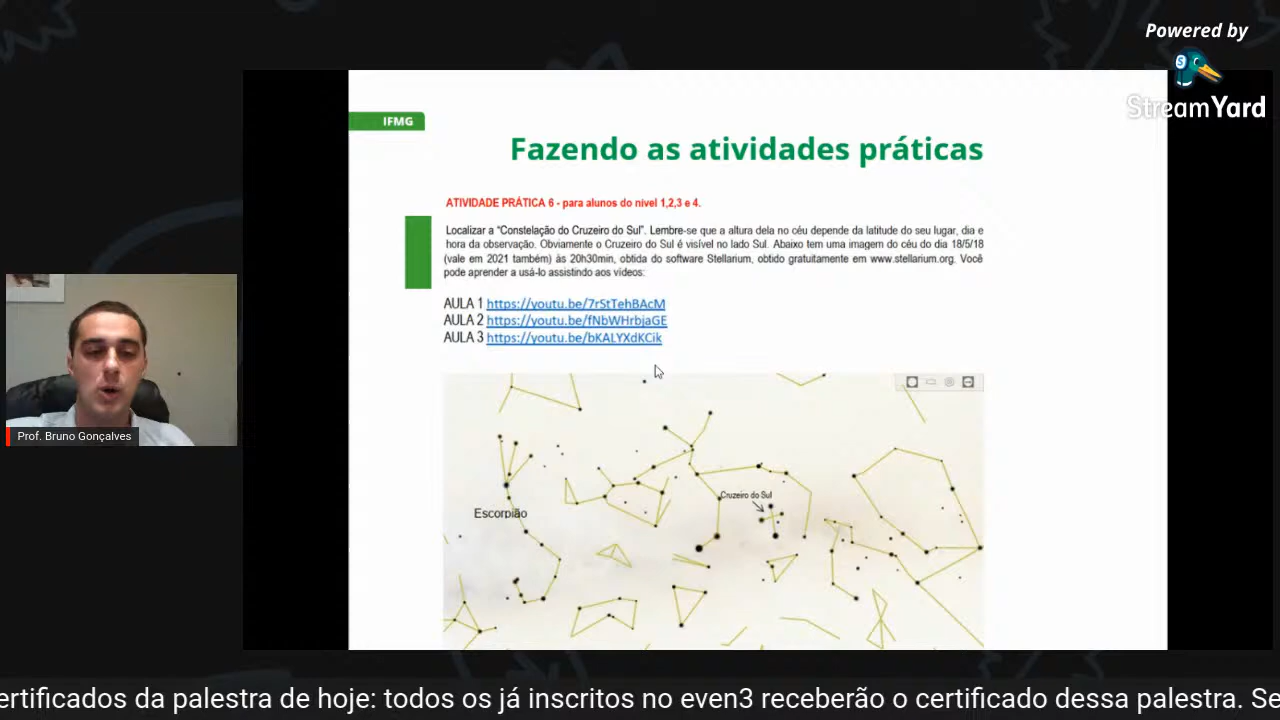 Powered by
StreamYard
IFMG
Fazendo as atividades práticas
ATIVIDADE PRÁTICA 6 - para alunos do nível 1,2,3 e 4.
Localizar a “Constelação do Cruzeiro do Sul”. Lembre-se que a altura dela no céu depende da latitude do seu lugar, dia e
hora da observação. Obviamente o Cruzeiro do Sul é visível no lado Sul. Abaixo tem uma imagem do céu do dia 18/5/18
(vale em 2021 também) às 20h30min, obtida do software Stellarium, obtido gratuitamente em www.stellarium.org. Você
pode aprender a usá-lo assistindo aos vídeos:
AULA 1 https://youtu.be/7rStTehBAcM
AULA 2 https://youtu.be/fNbWHrbjaGE
AULA 3 https://youtu.be/bKALYXdKCik
Cruzeiro do Sul
Escorpião
Prof. Bruno Gonçalves
ertificados da palestra de hoje: todos os já inscritos no even3 receberão o certificado dessa palestra. Se